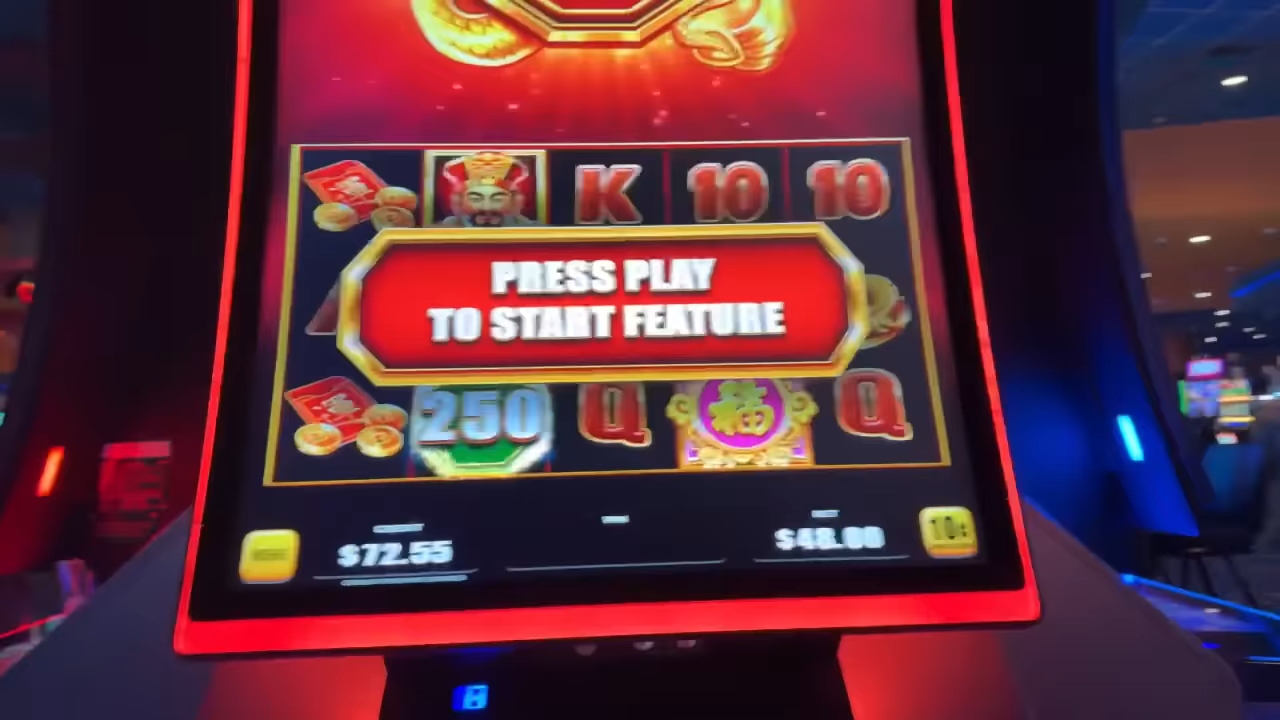 K 10 10
PRESS PLAY
TO START FEATURE
250 Q 福 Q
$72.55 $48.00 10¢